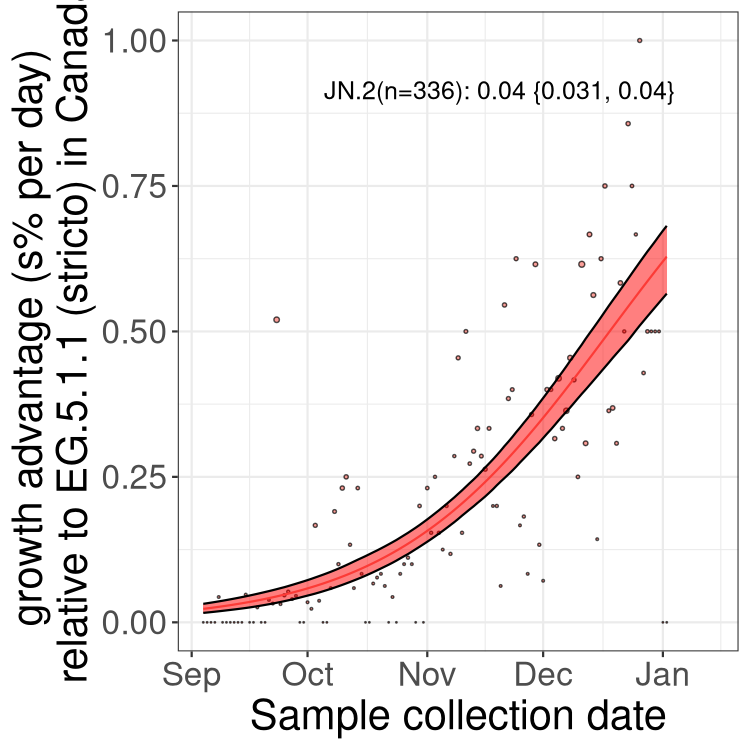 growth advantage (s% per day)
relative to EG.5.1.1 (stricto) in Canada
1.00
0.75
0.50
0.25
0.00
JN.2(n=336): 0.04 {0.031, 0.04}
Sep Oct Nov Dec Jan
Sample collection date